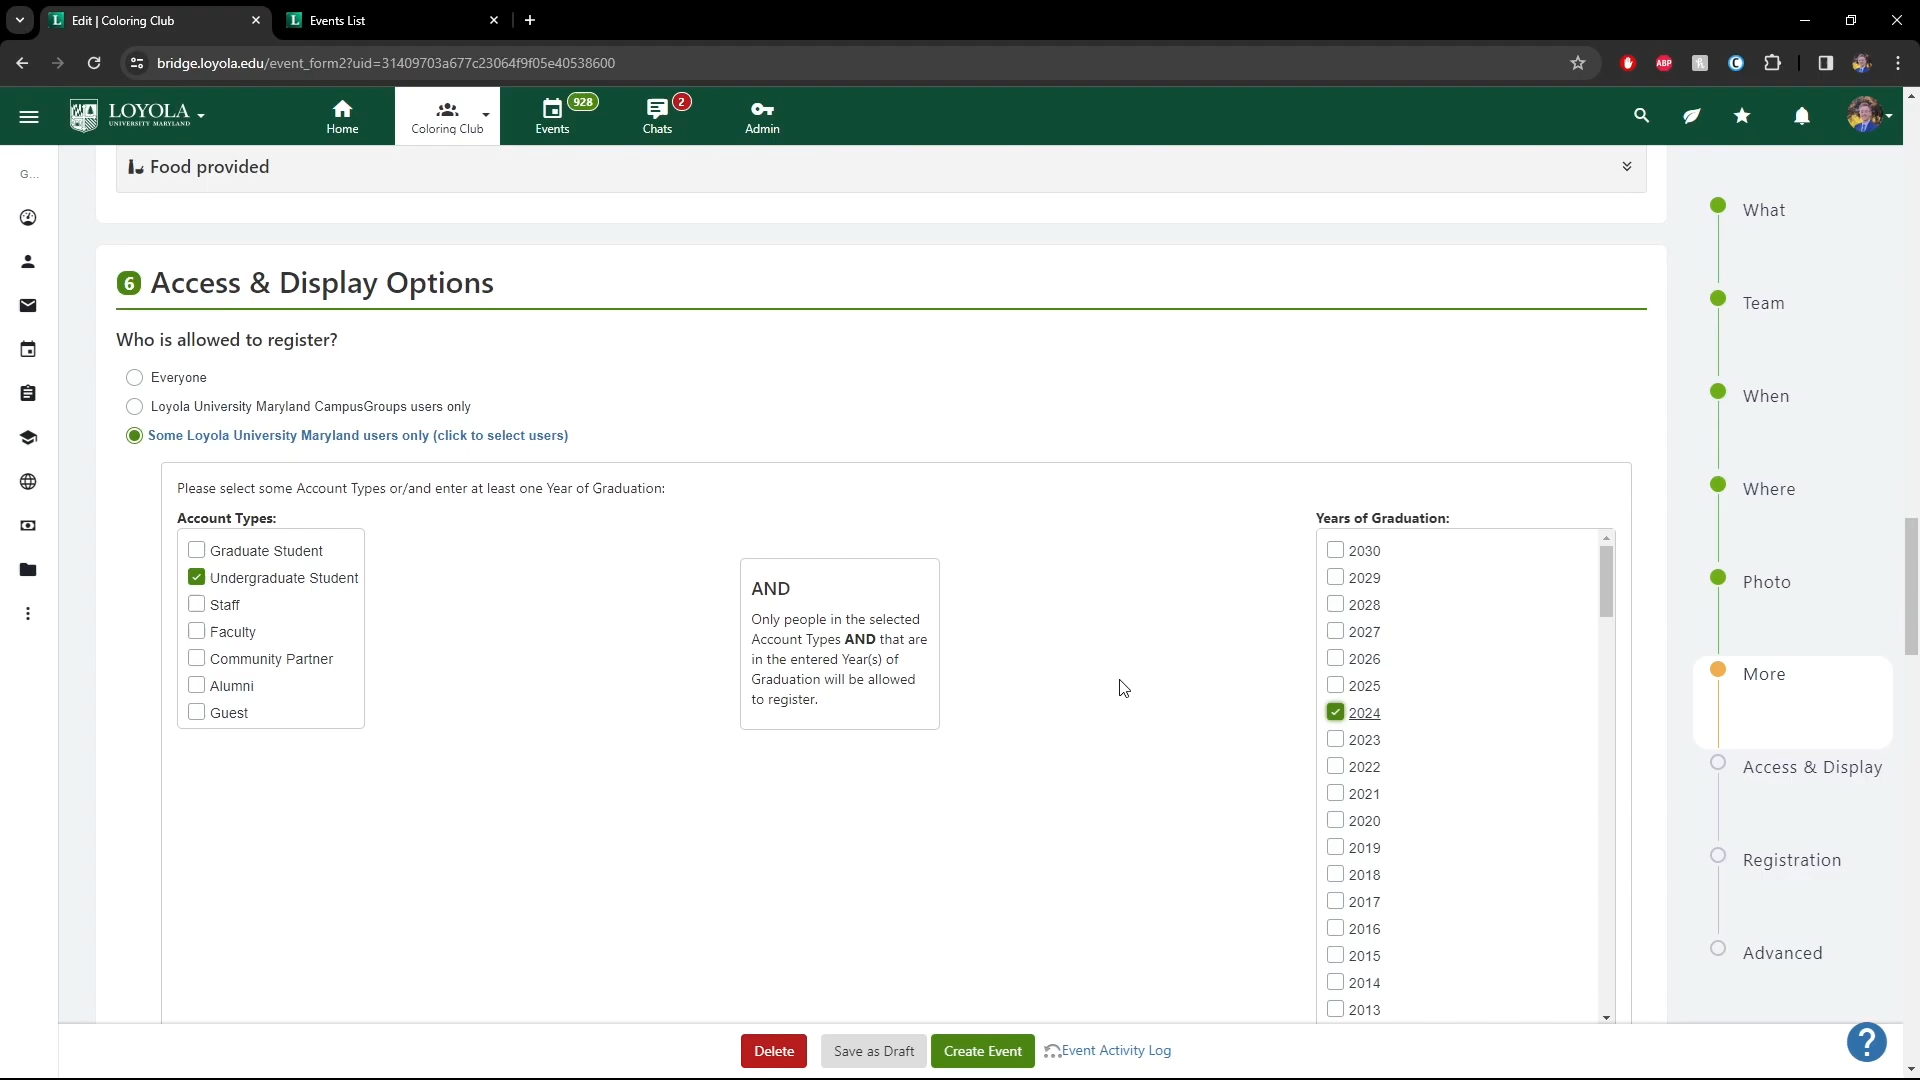 Edit | Coloring Club
Events List
bridge.loyola.edu/event_form2?uid=31409703a677c23064f9f05e40538600
ABP
LOYOLA
UNIVERSITY MARYLAND
Home
Coloring Club
Events
928
Chats
2
Admin
G...
Food provided
6 Access & Display Options
Who is allowed to register?
Everyone
Loyola University Maryland CampusGroups users only
Some Loyola University Maryland users only (click to select users)
Please select some Account Types or/and enter at least one Year of Graduation:
Account Types:
Graduate Student
Undergraduate Student
Staff
Faculty
Community Partner
Alumni
Guest
AND
Only people in the selected
Account Types AND that are
in the entered Year(s) of
Graduation will be allowed
to register.
Years of Graduation:
2030
2029
2028
2027
2026
2025
2024
2023
2022
2021
2020
2019
2018
2017
2016
2015
2014
2013
What
Team
When
Where
Photo
More
Access & Display
Registration
Advanced
Delete
Save as Draft
Create Event
Event Activity Log
?